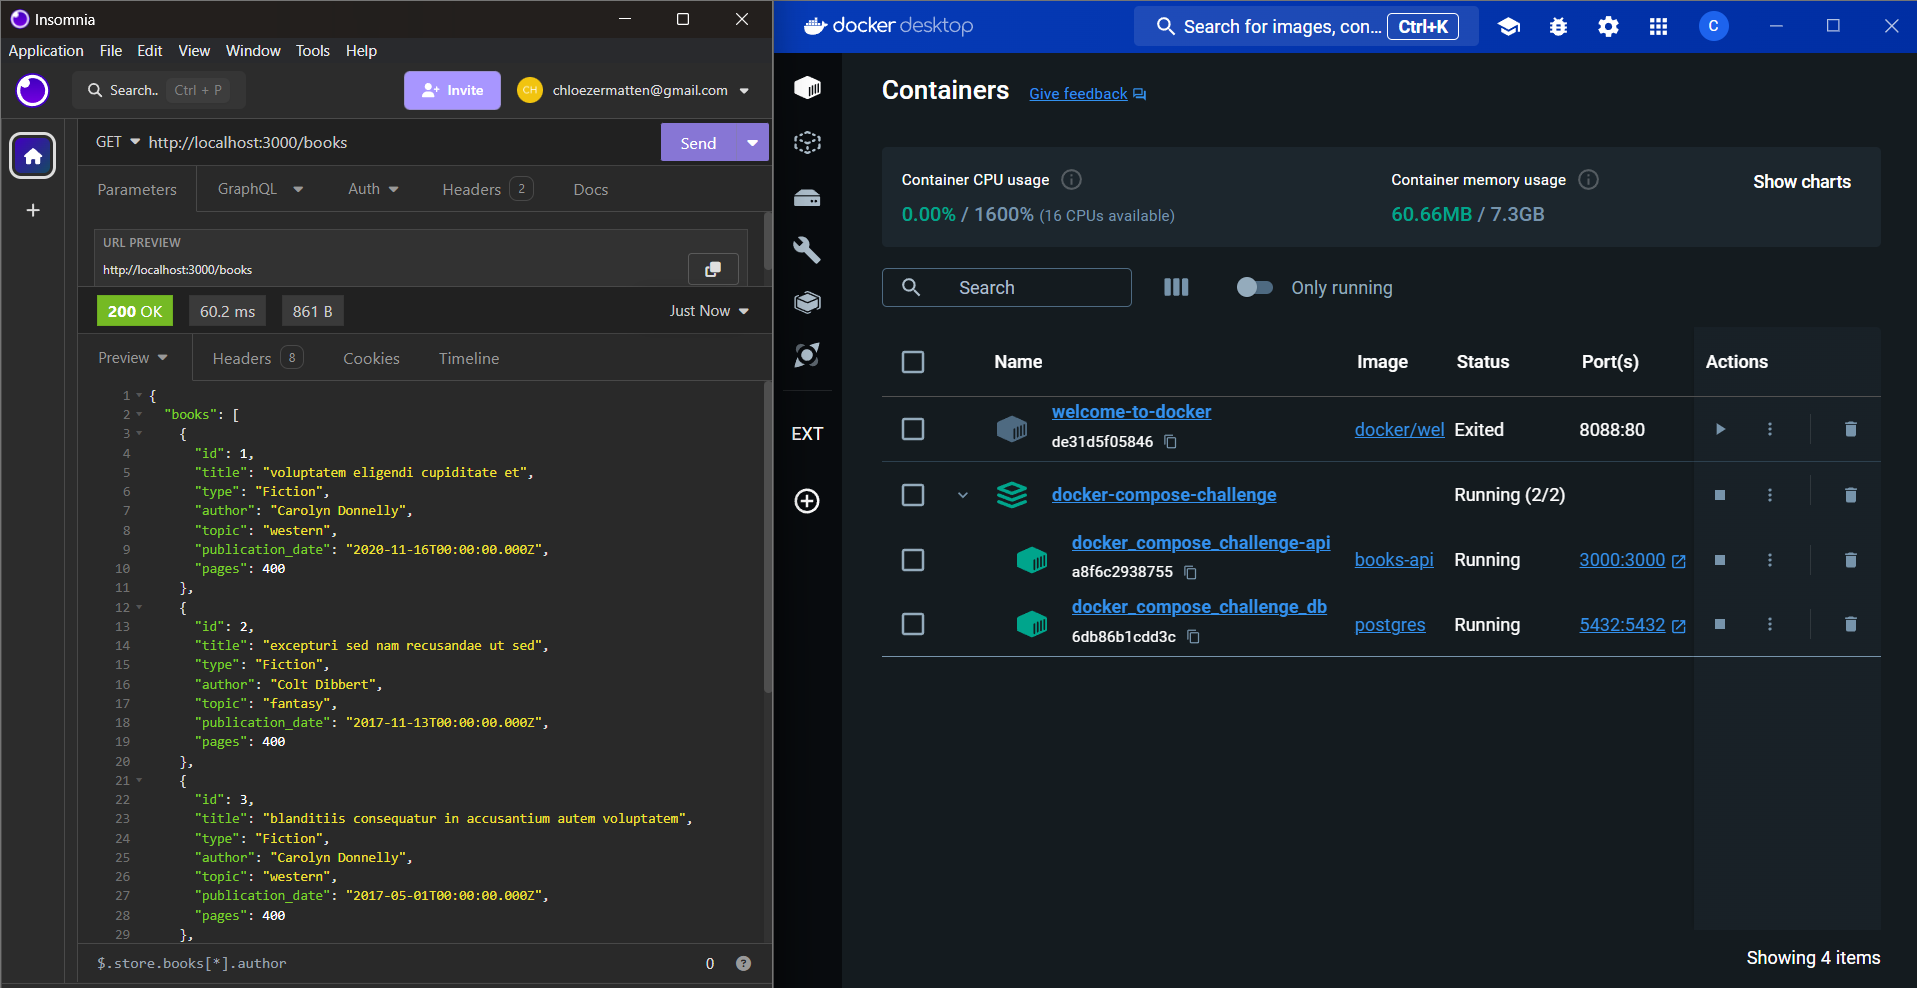 Insomnia
Application File Edit View Window Tools Help
Search.. Ctrl + P
Invite
CH
chloezermatten@gmail.com
GET http://localhost:3000/books
Send
Parameters GraphQL Auth Headers 2 Docs
URL PREVIEW
http://localhost:3000/books
200 OK 60.2 ms 861 B Just Now
Preview Headers 8 Cookies Timeline
1 {
2 "books": [
3 {
4 "id": 1,
5 "title": "voluptatem eligendi cupiditate et",
6 "type": "Fiction",
7 "author": "Carolyn Donnelly",
8 "topic": "western",
9 "publication_date": "2020-11-16T00:00:00.000Z",
10 "pages": 400
11 },
12 {
13 "id": 2,
14 "title": "excepturi sed nam recusandae ut sed",
15 "type": "Fiction",
16 "author": "Colt Dibbert",
17 "topic": "fantasy",
18 "publication_date": "2017-11-13T00:00:00.000Z",
19 "pages": 400
20 },
21 {
22 "id": 3,
23 "title": "blanditiis consequatur in accusantium autem voluptatem",
24 "type": "Fiction",
25 "author": "Carolyn Donnelly",
26 "topic": "western",
27 "publication_date": "2017-05-01T00:00:00.000Z",
28 "pages": 400
29 },
$.store.books[*].author 0 ?
docker desktop
Search for images, con... Ctrl+K
C
EXT
Containers Give feedback
Container CPU usage
0.00% / 1600% (16 CPUs available)
Container memory usage
60.66MB / 7.3GB
Show charts
Search
Only running
Name Image Status Port(s) Actions
welcome-to-docker
de31d5f05846
docker/wel Exited 8088:80
docker-compose-challenge Running (2/2)
docker_compose_challenge-api
a8f6c2938755
books-api Running 3000:3000
docker_compose_challenge_db
6db86b1cdd3c
postgres Running 5432:5432
Showing 4 items